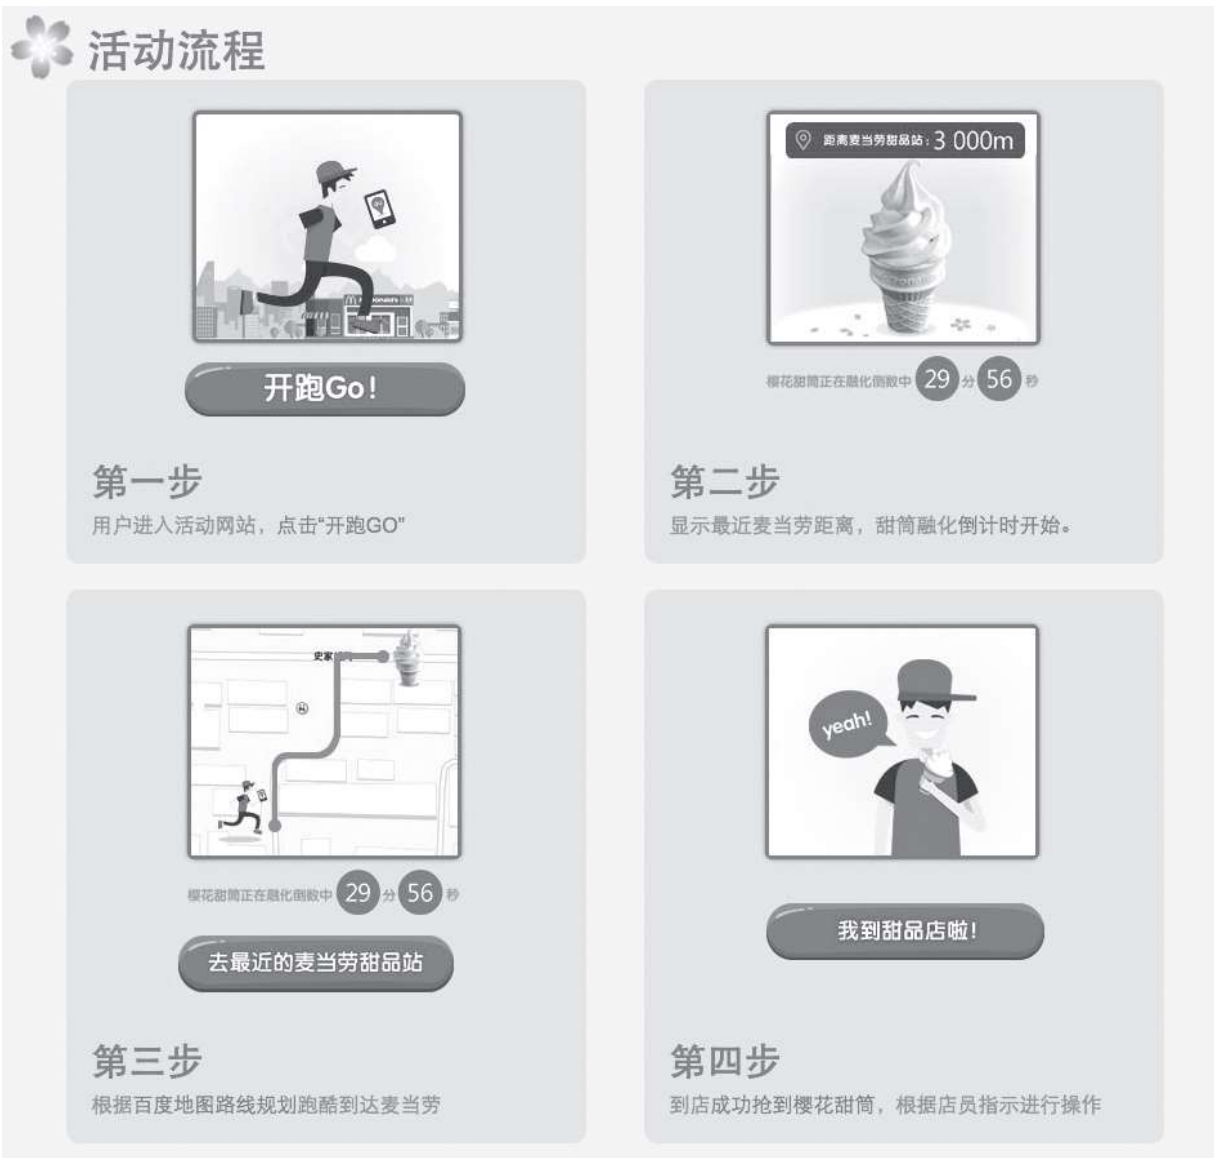 活动流程
开跑Go!
第一步
用户进入活动网站，点击“开跑GO”
距离麦当劳甜品站：3 000m
樱花甜筒正在融化倒数中 29 分 56 秒
第二步
显示最近麦当劳距离，甜筒融化倒计时开始。
史家
樱花甜筒正在融化倒数中 29 分 56 秒
去最近的麦当劳甜品站
第三步
根据百度地图路线规划跑酷到达麦当劳
yeah!
我到甜品店啦!
第四步
到店成功抢到樱花甜筒，根据店员指示进行操作